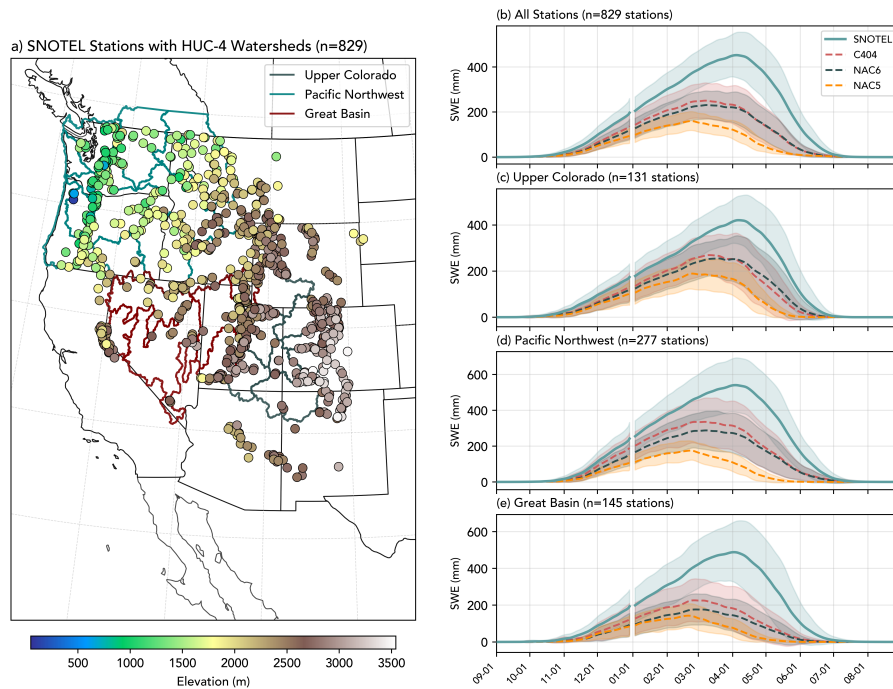 a) SNOTEL Stations with HUC-4 Watersheds (n=829)
Upper Colorado
Pacific Northwest
Great Basin
500 1000 1500 2000 2500 3000 3500
Elevation (m)
(b) All Stations (n=829 stations)
SWE (mm)
400
200
0
SNOTEL
C404
NAC6
NAC5
(c) Upper Colorado (n=131 stations)
SWE (mm)
400
200
0
(d) Pacific Northwest (n=277 stations)
SWE (mm)
600
400
200
0
(e) Great Basin (n=145 stations)
SWE (mm)
600
400
200
0
09-01 10-01 11-01 12-01 01-01 02-01 03-01 04-01 05-01 06-01 07-01 08-01